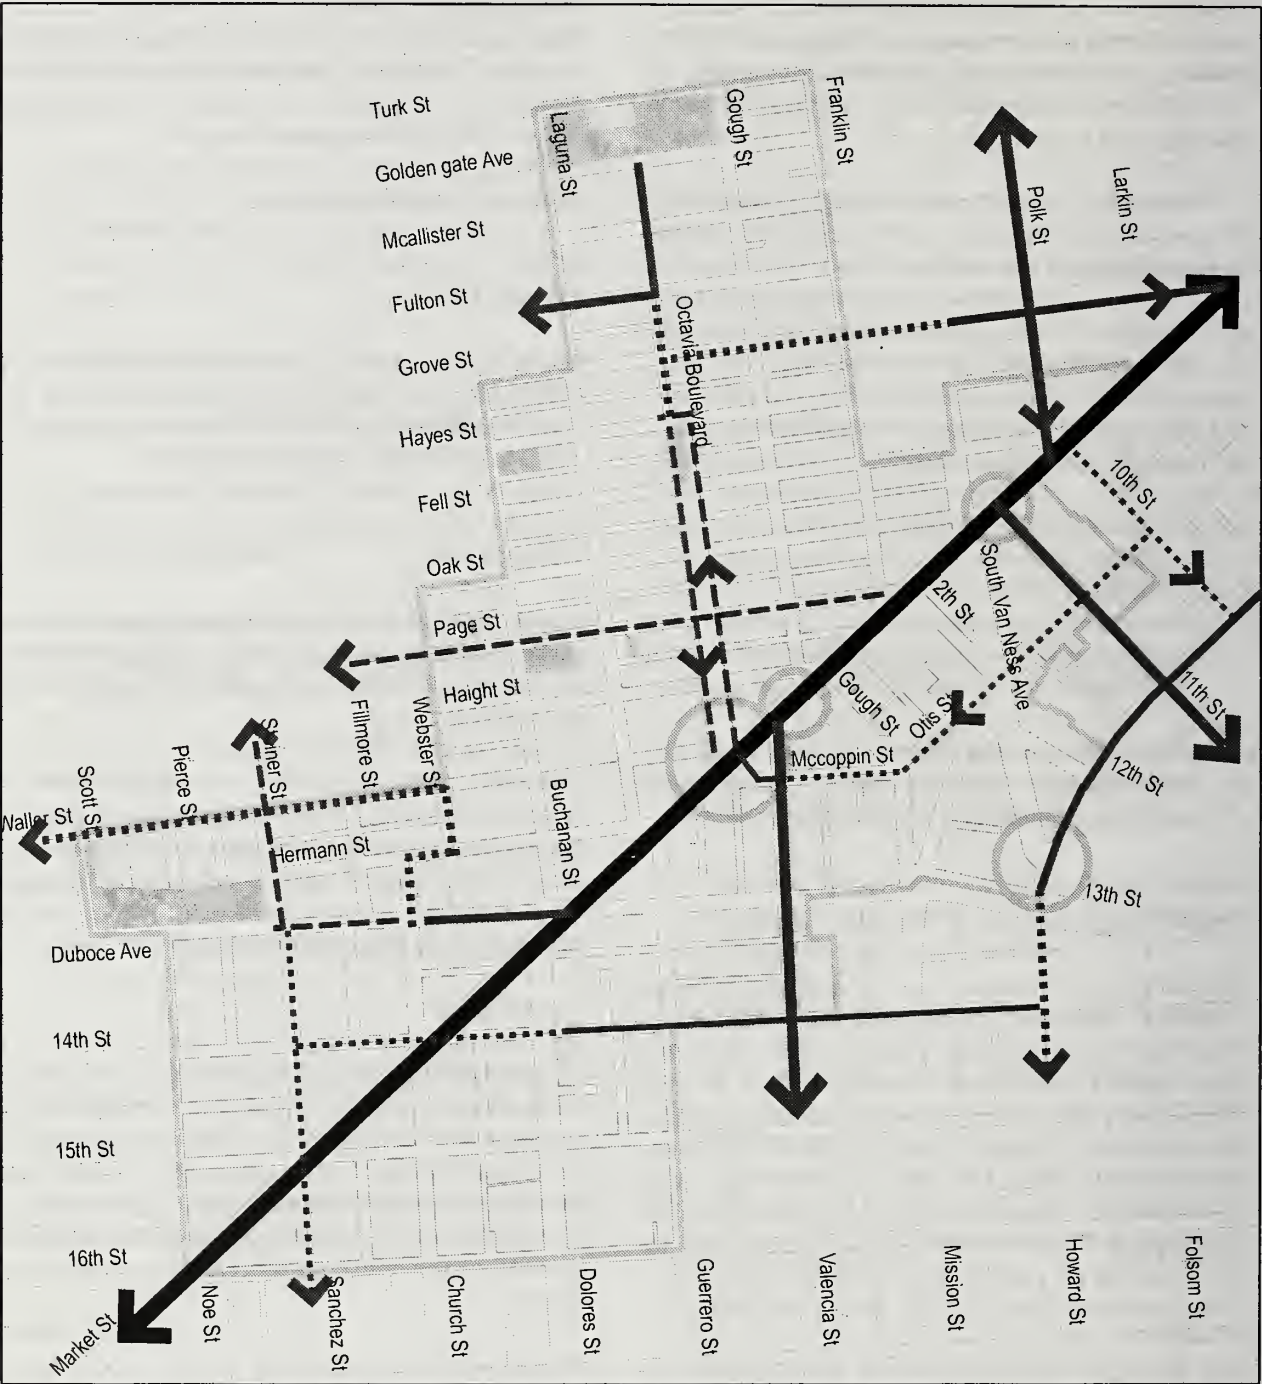 Turk St
Golden gate Ave
Mcallister St
Fulton St
Grove St
Hayes St
Fell St
Oak St
Page St
Haight St
Laguna St
Gough St
Franklin St
Polk St
Larkin St
Octavia Boulevard
10th St
South Van Ness Ave
2th St
11th St
12th St
13th St
Gough St
Otis St
Mccoppin St
Webster St
Fillmore St
Steiner St
Pierce St
Scott St
Waller St
Hermann St
Buchanan St
Duboce Ave
14th St
15th St
16th St
Market St
Noe St
Sanchez St
Church St
Dolores St
Guerrero St
Valencia St
Mission St
Howard St
Folsom St